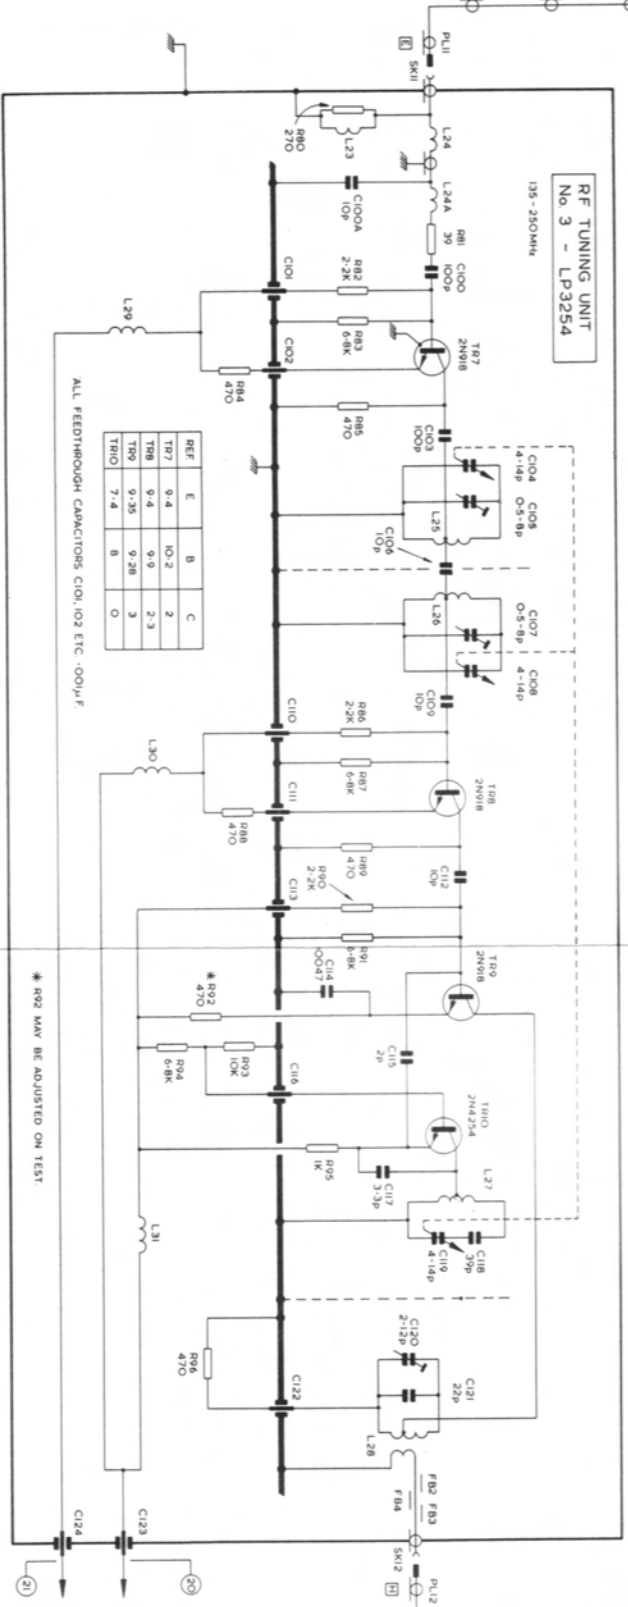 PL11
E
SK11
R80
270
L23
L24
L24A
C100A
10p
R81
39
C100
100p
RF TUNING UNIT
No. 3 - LP3254
135-250MHz
C101
R82
2·2K
R83
6·8K
C102
TR7
2N918
L29
R84
470
R85
470
C103
100p
C104
4-14p
C105
0·5-8p
L25
C106
10p
L26
C107
0·5-8p
C108
4-14p
C109
10p
REF. E B C
TR7 9·4 10·2 2
TR8 9·4 9·9 2·3
TR9 9·35 9·28 3
TR10 7·4 8 0
ALL FEEDTHROUGH CAPACITORS C101, 102 ETC ·001µF.
C110
R86
2·2K
R87
6·8K
C111
L30
R88
470
TR8
2N918
R89
470
C112
10p
R90
2·2K
C113
R91
6·8K
C114
·0047
TR9
2N918
* R92
470
R93
10K
R94
6·8K
C115
2p
C116
TR10
2N4254
R95
1K
C117
3·3p
L27
C118
39p
C119
4-14p
L31
* R92 MAY BE ADJUSTED ON TEST.
R96
470
C120
2-12p
C121
22p
C122
L28
FB2 FB3
FB4
SK12
PL12
H
C123
C124
20
21